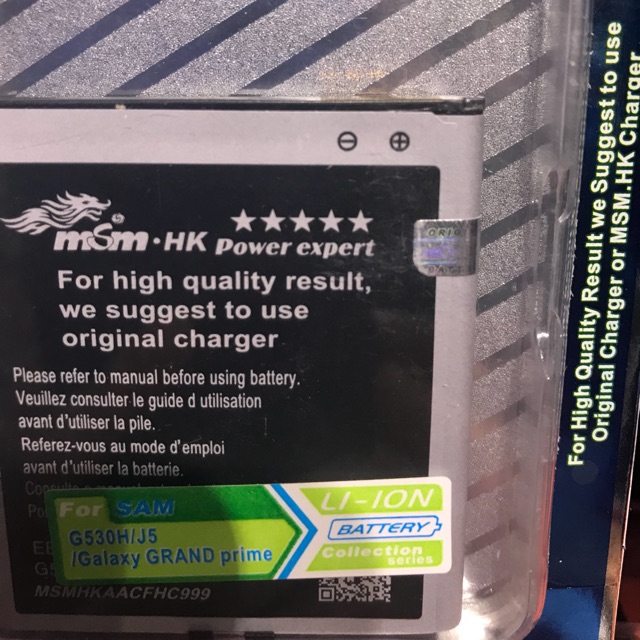 mSm·HK Power expert
For high quality result,
we suggest to use
original charger
Please refer to manual before using battery.
Veuillez consulter le guide d utilisation
avant d'utiliser la pile.
Referez-vous au mode d'emploi
avant d'utiliser la batterie.
For SAM
G530H/J5
/Galaxy GRAND prime
LI-ION
BATTERY
Collection
series
MSMHKAACFHC999
For High Quality Result we Suggest to use
Original Charger or MSM.HK Charger